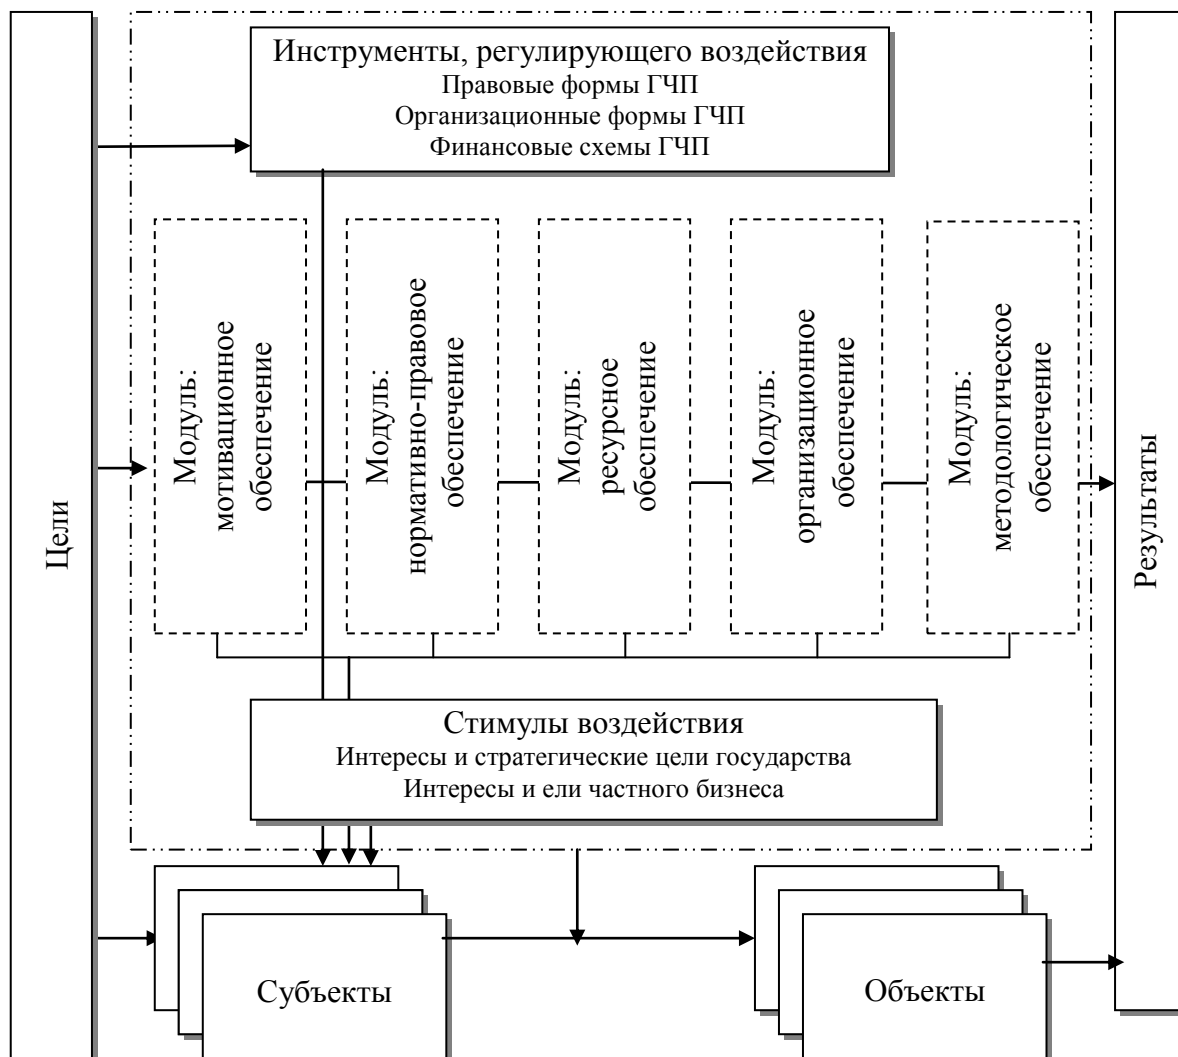 Инструменты, регулирующего воздействия
Правовые формы ГЧП
Организационные формы ГЧП
Финансовые схемы ГЧП
Цели
Модуль:
мотивационное
обеспечение
Модуль:
нормативно-правовое
обеспечение
Модуль:
ресурсное
обеспечение
Модуль:
организационное
обеспечение
Модуль:
методологическое
обеспечение
Результаты
Стимулы воздействия
Интересы и стратегические цели государства
Интересы и ели частного бизнеса
Субъекты
Объекты